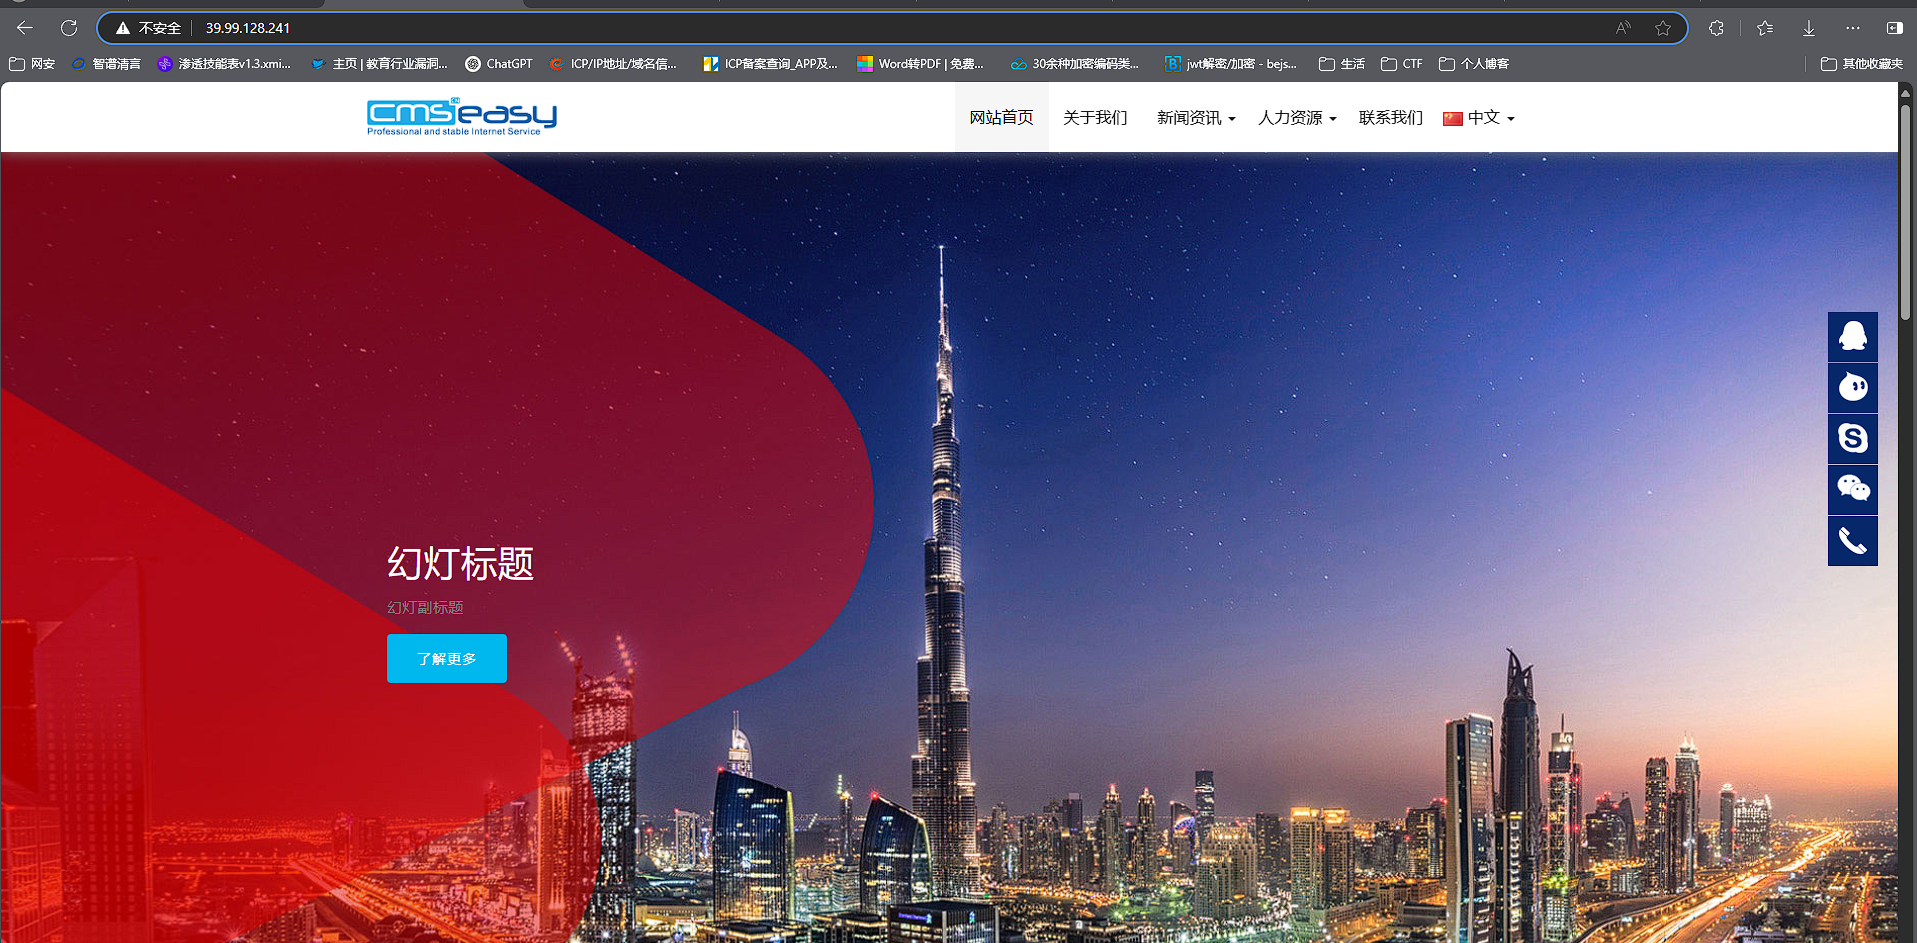 不安全 39.99.128.241
网安 智谱清言 渗透技能表v1.3.xmi... 主页 | 教育行业漏洞... ChatGPT ICP/IP地址/域名信... ICP备案查询_APP及... Word转PDF | 免费... 30余种加密编码类... jwt解密/加密 - bejs... 生活 CTF 个人博客 其他收藏夹
CMSeasy CN
Professional and stable Internet Service
网站首页 关于我们 新闻资讯 人力资源 联系我们 中文
幻灯标题
幻灯副标题
了解更多